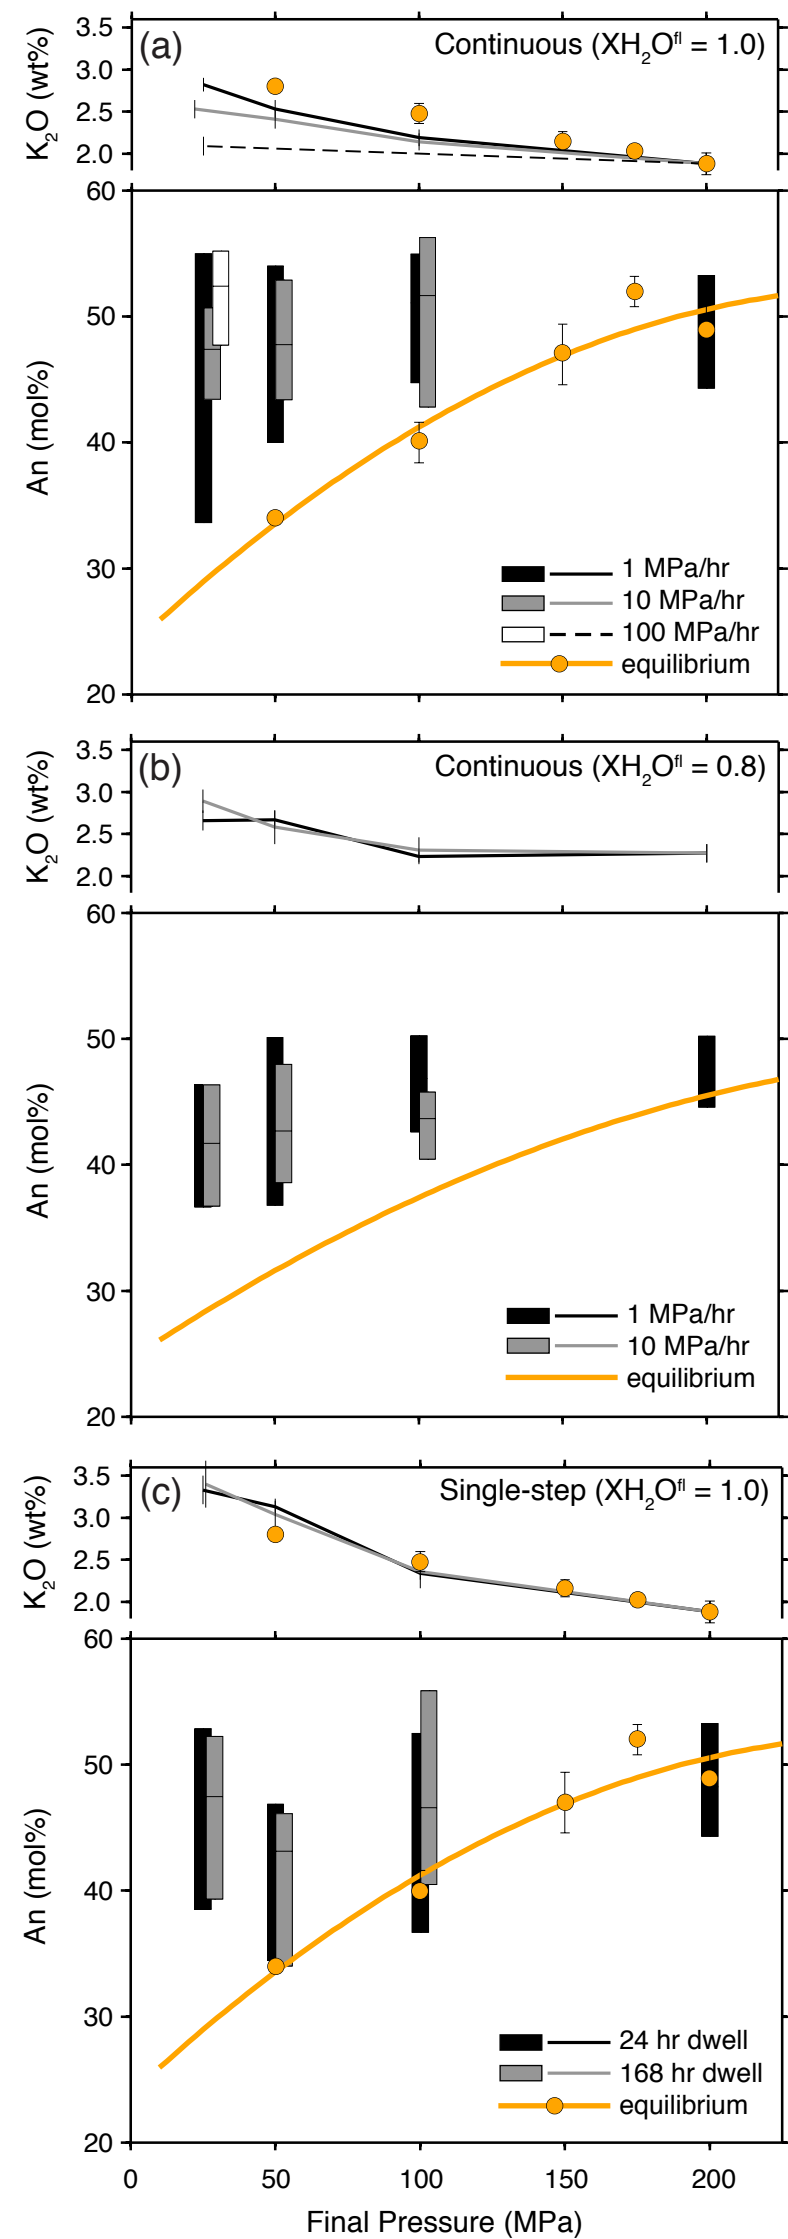 (a) Continuous (XH₂Oᶠˡ = 1.0)
K₂O (wt%)
3.5
3.0
2.5
2.0
An (mol%)
60
50
40
30
20
1 MPa/hr
10 MPa/hr
100 MPa/hr
equilibrium
(b) Continuous (XH₂Oᶠˡ = 0.8)
K₂O (wt%)
3.5
3.0
2.5
2.0
An (mol%)
60
50
40
30
20
1 MPa/hr
10 MPa/hr
equilibrium
(c) Single-step (XH₂Oᶠˡ = 1.0)
K₂O (wt%)
3.5
3.0
2.5
2.0
An (mol%)
60
50
40
30
20
24 hr dwell
168 hr dwell
equilibrium
0 50 100 150 200
Final Pressure (MPa)